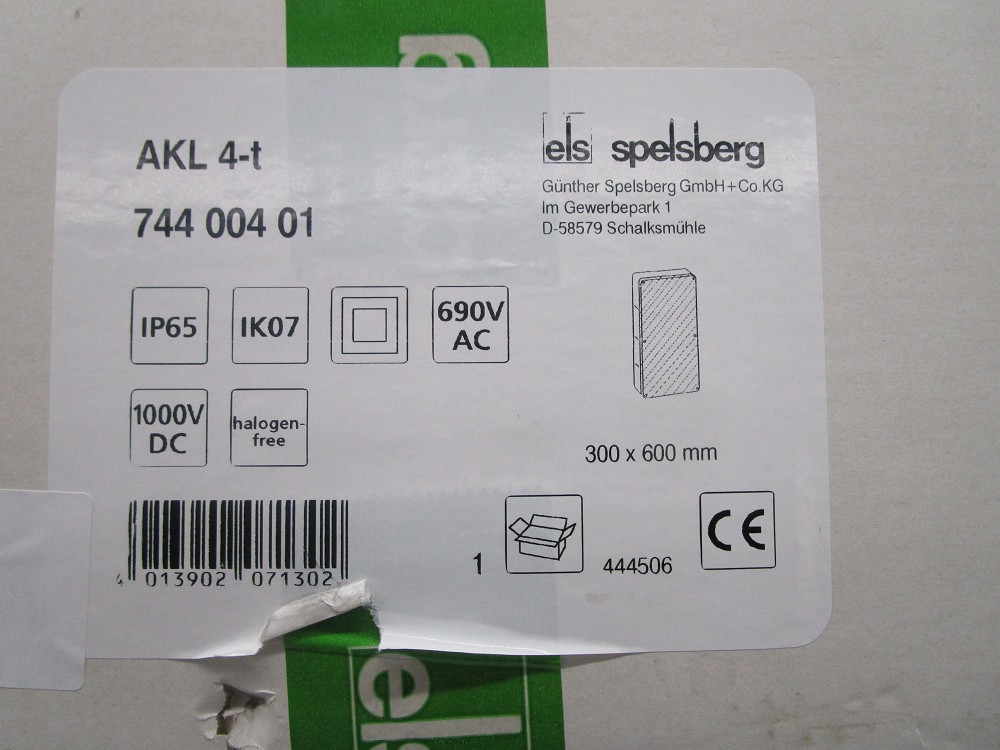 AKL 4-t
744 004 01
els spelsberg
Günther Spelsberg GmbH+Co.KG
Im Gewerbepark 1
D-58579 Schalksmühle
IP65
IK07
690V
AC
1000V
DC
halogen-
free
300 x 600 mm
4 013902 071302
1
444506
CE
g
els